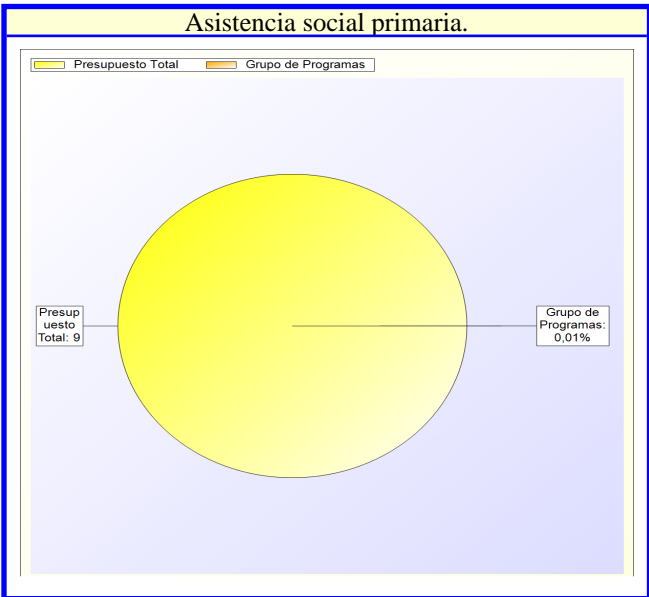 Asistencia social primaria.
Presupuesto Total Grupo de Programas
Presup
uesto
Total: 9
Grupo de
Programas:
0,01%